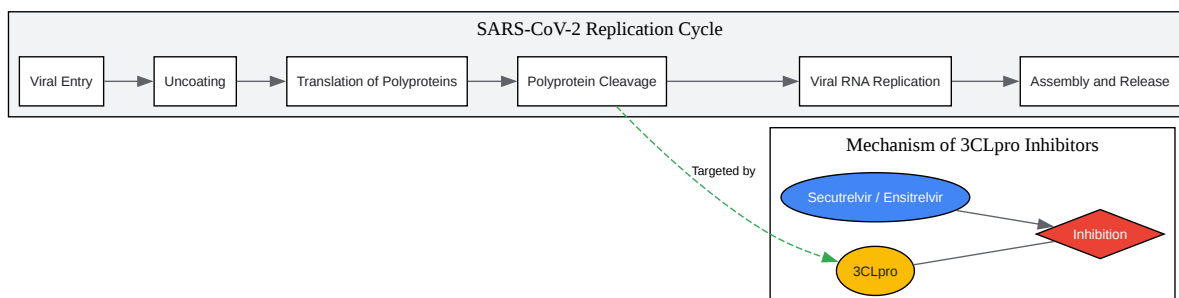 SARS-CoV-2 Replication Cycle
Viral Entry
Uncoating
Translation of Polyproteins
Polyprotein Cleavage
Viral RNA Replication
Assembly and Release
Targeted by
Mechanism of 3CLpro Inhibitors
Secutrelvir / Ensitrelvir
Inhibition
3CLpro